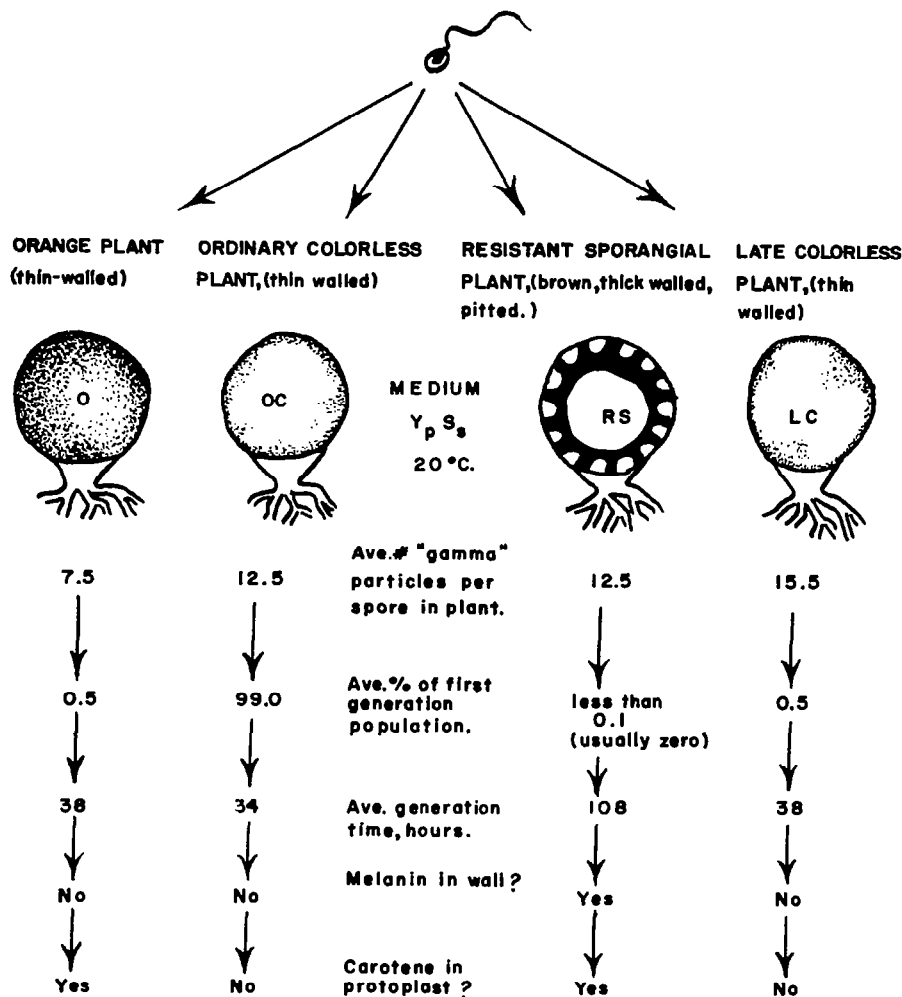 ORANGE PLANT
(thin-walled)
ORDINARY COLORLESS
PLANT,(thin walled)
RESISTANT SPORANGIAL
PLANT,(brown,thick walled,
pitted.)
LATE COLORLESS
PLANT,(thin
walled)
O
OC
MEDIUM
Yp Ss
20°C.
RS
LC
7.5
12.5
Ave.# "gamma"
particles per
spore in plant.
12.5
15.5
0.5
99.0
Ave.% of first
generation
population.
less than
0.1
(usually zero)
0.5
38
34
Ave. generation
time, hours.
108
38
No
No
Melanin in wall?
Yes
No
Yes
No
Carotene in
protoplast ?
Yes
No